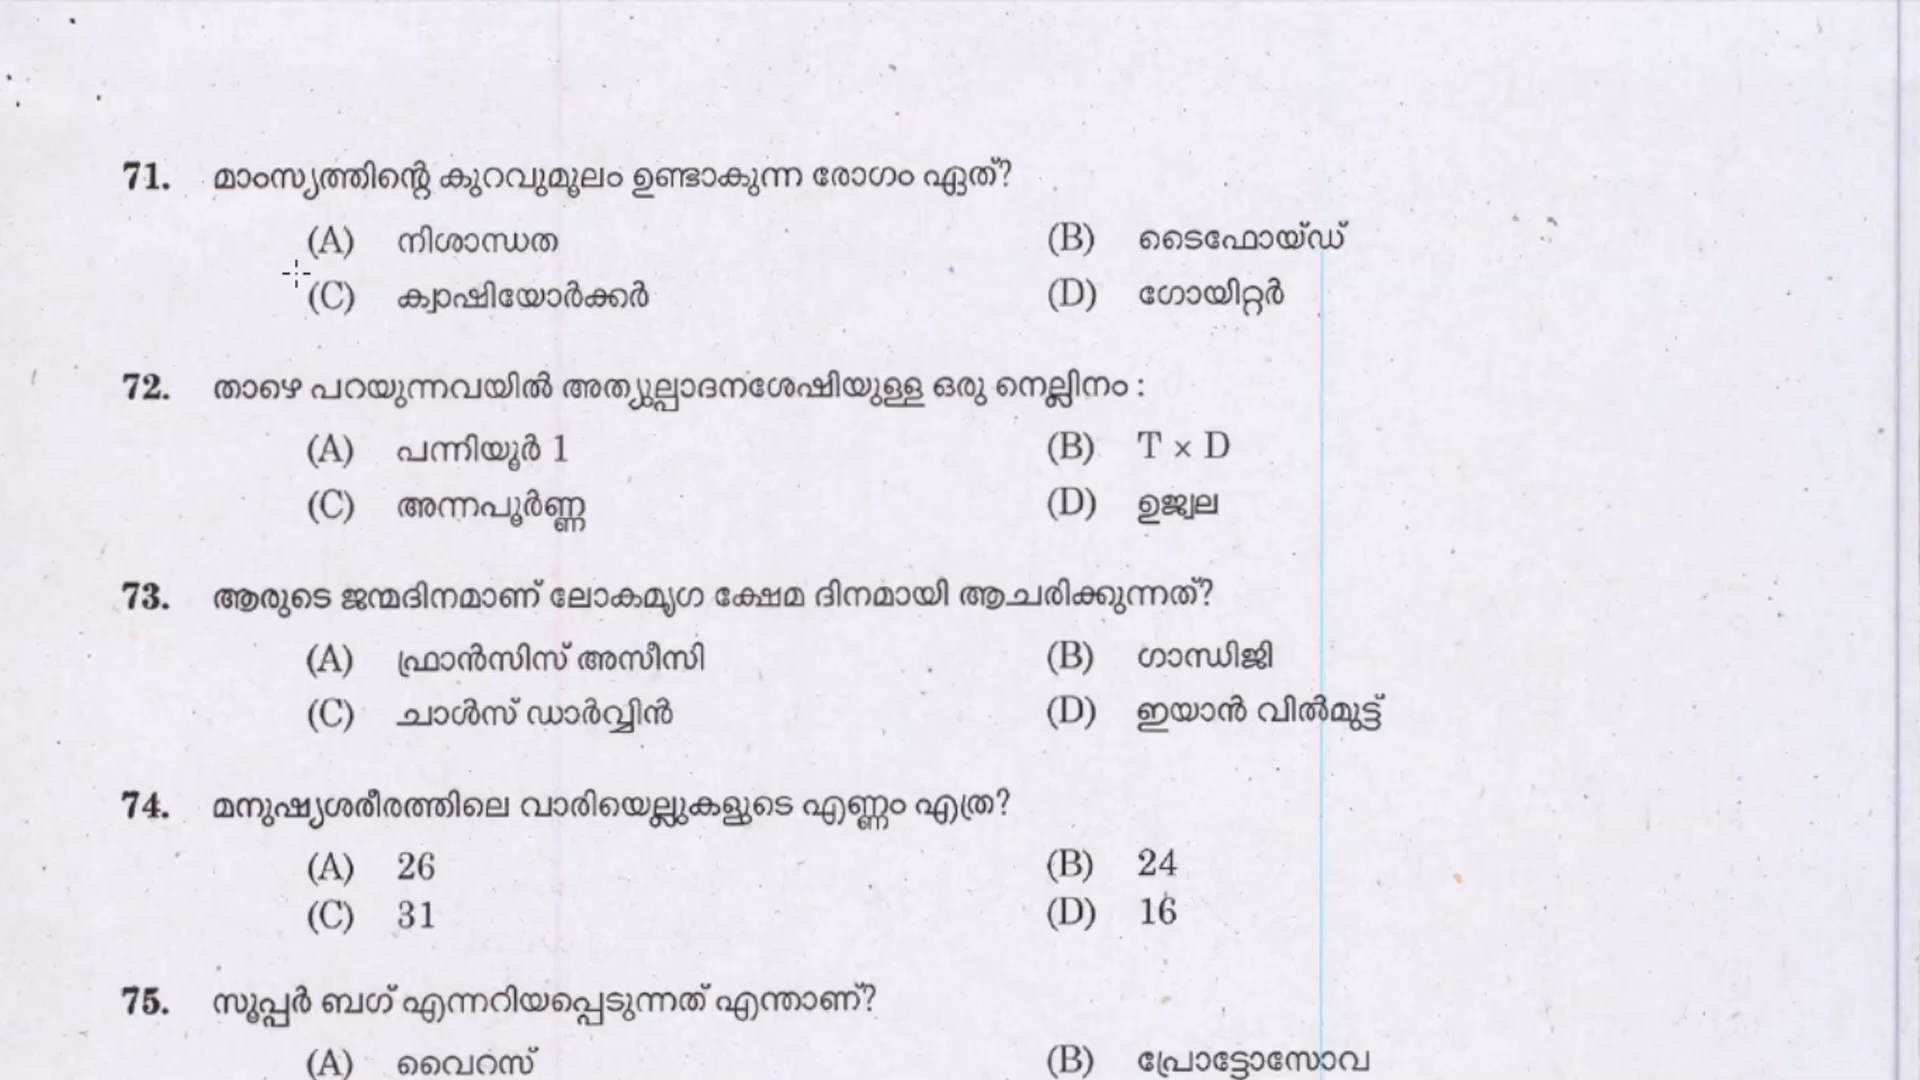 71. മാംസ്യത്തിന്റെ കുറവുമൂലം ഉണ്ടാകുന്ന രോഗം ഏത്?
(A) നിശാന്ധത (B) ടൈഫോയ്ഡ്
(C) ക്വാഷിയോർക്കർ (D) ഗോയിറ്റർ
72. താഴെ പറയുന്നവയിൽ അത്യുല്പാദനശേഷിയുള്ള ഒരു നെല്ലിനം :
(A) പന്നിയൂർ 1 (B) T × D
(C) അന്നപൂർണ്ണ (D) ഉജ്വല
73. ആരുടെ ജന്മദിനമാണ് ലോകമൃഗ ക്ഷേമ ദിനമായി ആചരിക്കുന്നത്?
(A) ഫ്രാൻസിസ് അസീസി (B) ഗാന്ധിജി
(C) ചാൾസ് ഡാർവ്വിൻ (D) ഇയാൻ വിൽമുട്ട്
74. മനുഷ്യശരീരത്തിലെ വാരിയെല്ലുകളുടെ എണ്ണം എത്ര?
(A) 26 (B) 24
(C) 31 (D) 16
75. സൂപ്പർ ബഗ് എന്നറിയപ്പെടുന്നത് എന്താണ്?
(A) വൈറസ് (B) പ്രോട്ടോസോവ